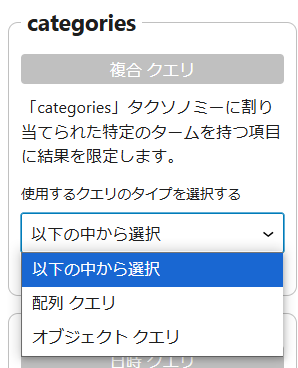 categories
複合 クエリ
「categories」タクソノミーに割り
当てられた特定のタームを持つ項目
に結果を限定します。
使用するクエリのタイプを選択する
以下の中から選択
以下の中から選択
配列 クエリ
オブジェクト クエリ
日時 クエリ